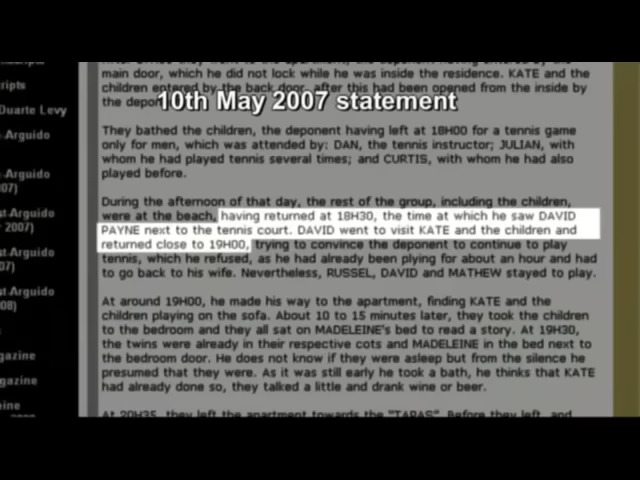 main door, which he did not lock while he was inside the residence. KATE and the
children entered by the back door, after this had been opened from inside by
the
10th May 2007 statement
They bathed the children, the deponent having left at 18H00 for a tennis game
only for men, which was attended by: DAN, the tennis instructor; JULIAN, with
whom he had played tennis several times; and CURTIS, with whom he had also
played before.
During the afternoon of that day, the rest of the group, including the children,
were at the beach, having returned at 18H30, the time at which he saw DAVID
PAYNE next to the tennis court. DAVID went to visit KATE and the children and
returned close to 19H00, trying to convince the deponent to continue to play
tennis, which he refused, as he had already been plying for about an hour and had
to go back to his wife. Nevertheless, RUSSEL, DAVID and MATHEW stayed to play.
At around 19H00, he made his way to the apartment, finding KATE and the
children playing on the sofa. About 10 to 15 minutes later, they took the children
to the bedroom and they all sat on MADELEINE's bed to read a story. At 19H30,
the twins were already in their respective cots and MADELEINE in the bed next to
the bedroom door. He does not know if they were asleep but from the silence he
presumed that they were. As it was still early he took a bath, he thinks that KATE
had already done so, they talked a little and drank wine or beer.
At 20H35, they left the apartment towards the "TAPAS". Before they left, and
ripts
Duarte Levy
-Arguido
-Arguido
07)
st-Arguido
2007)
st-Arguido
07)
st-Arguido
08)
agazine
agazine